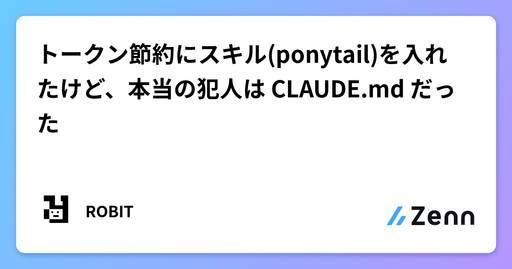 トークン節約にスキル(ponytail)を入れ
たけど、本当の犯人は CLAUDE.md だっ
た
ROBIT
Zenn